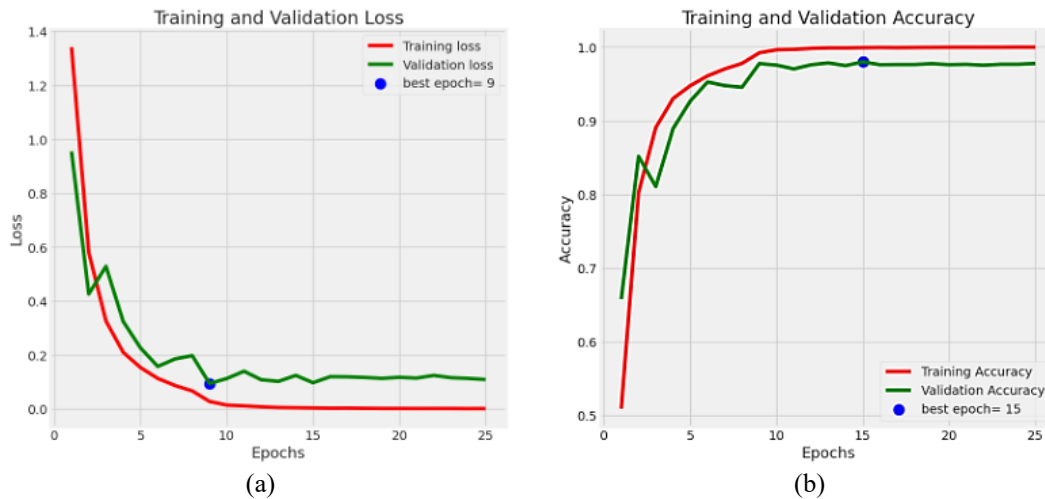 Training and Validation Loss
1.4
1.2
1.0
0.8
0.6
0.4
0.2
0.0
Loss
Training loss
Validation loss
best epoch= 9
0
5
10
15
20
25
Epochs
(a)
Training and Validation Accuracy
1.0
0.9
0.8
0.7
0.6
0.5
Accuracy
Training Accuracy
Validation Accuracy
best epoch= 15
0
5
10
15
20
25
Epochs
(b)